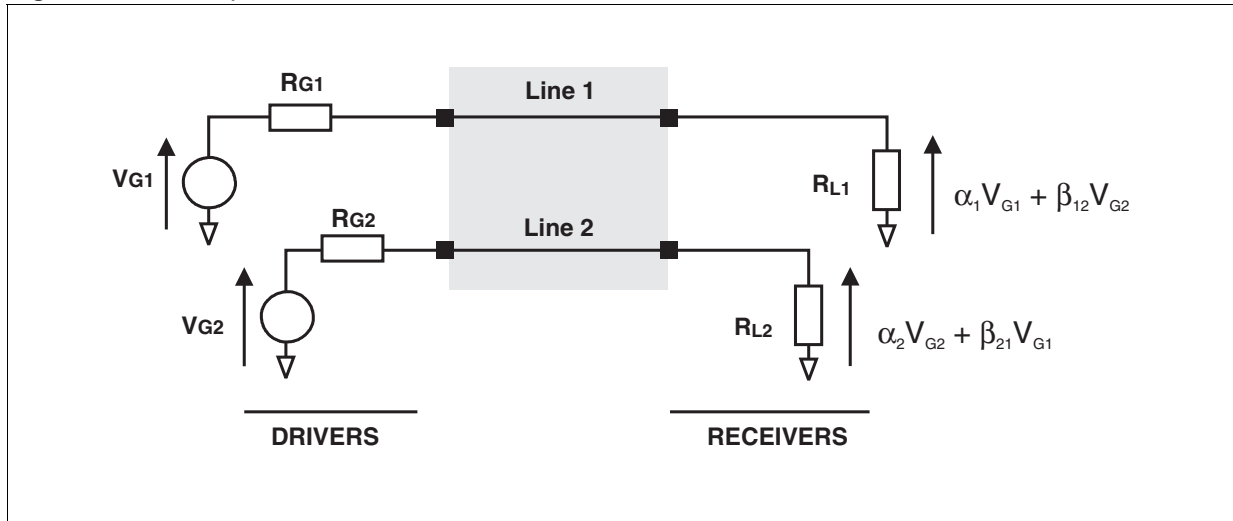 RG1
Line 1
VG1
RL1
α₁VG1 + β₁₂VG2
RG2
Line 2
VG2
RL2
α₂VG2 + β₂₁VG1
DRIVERS
RECEIVERS